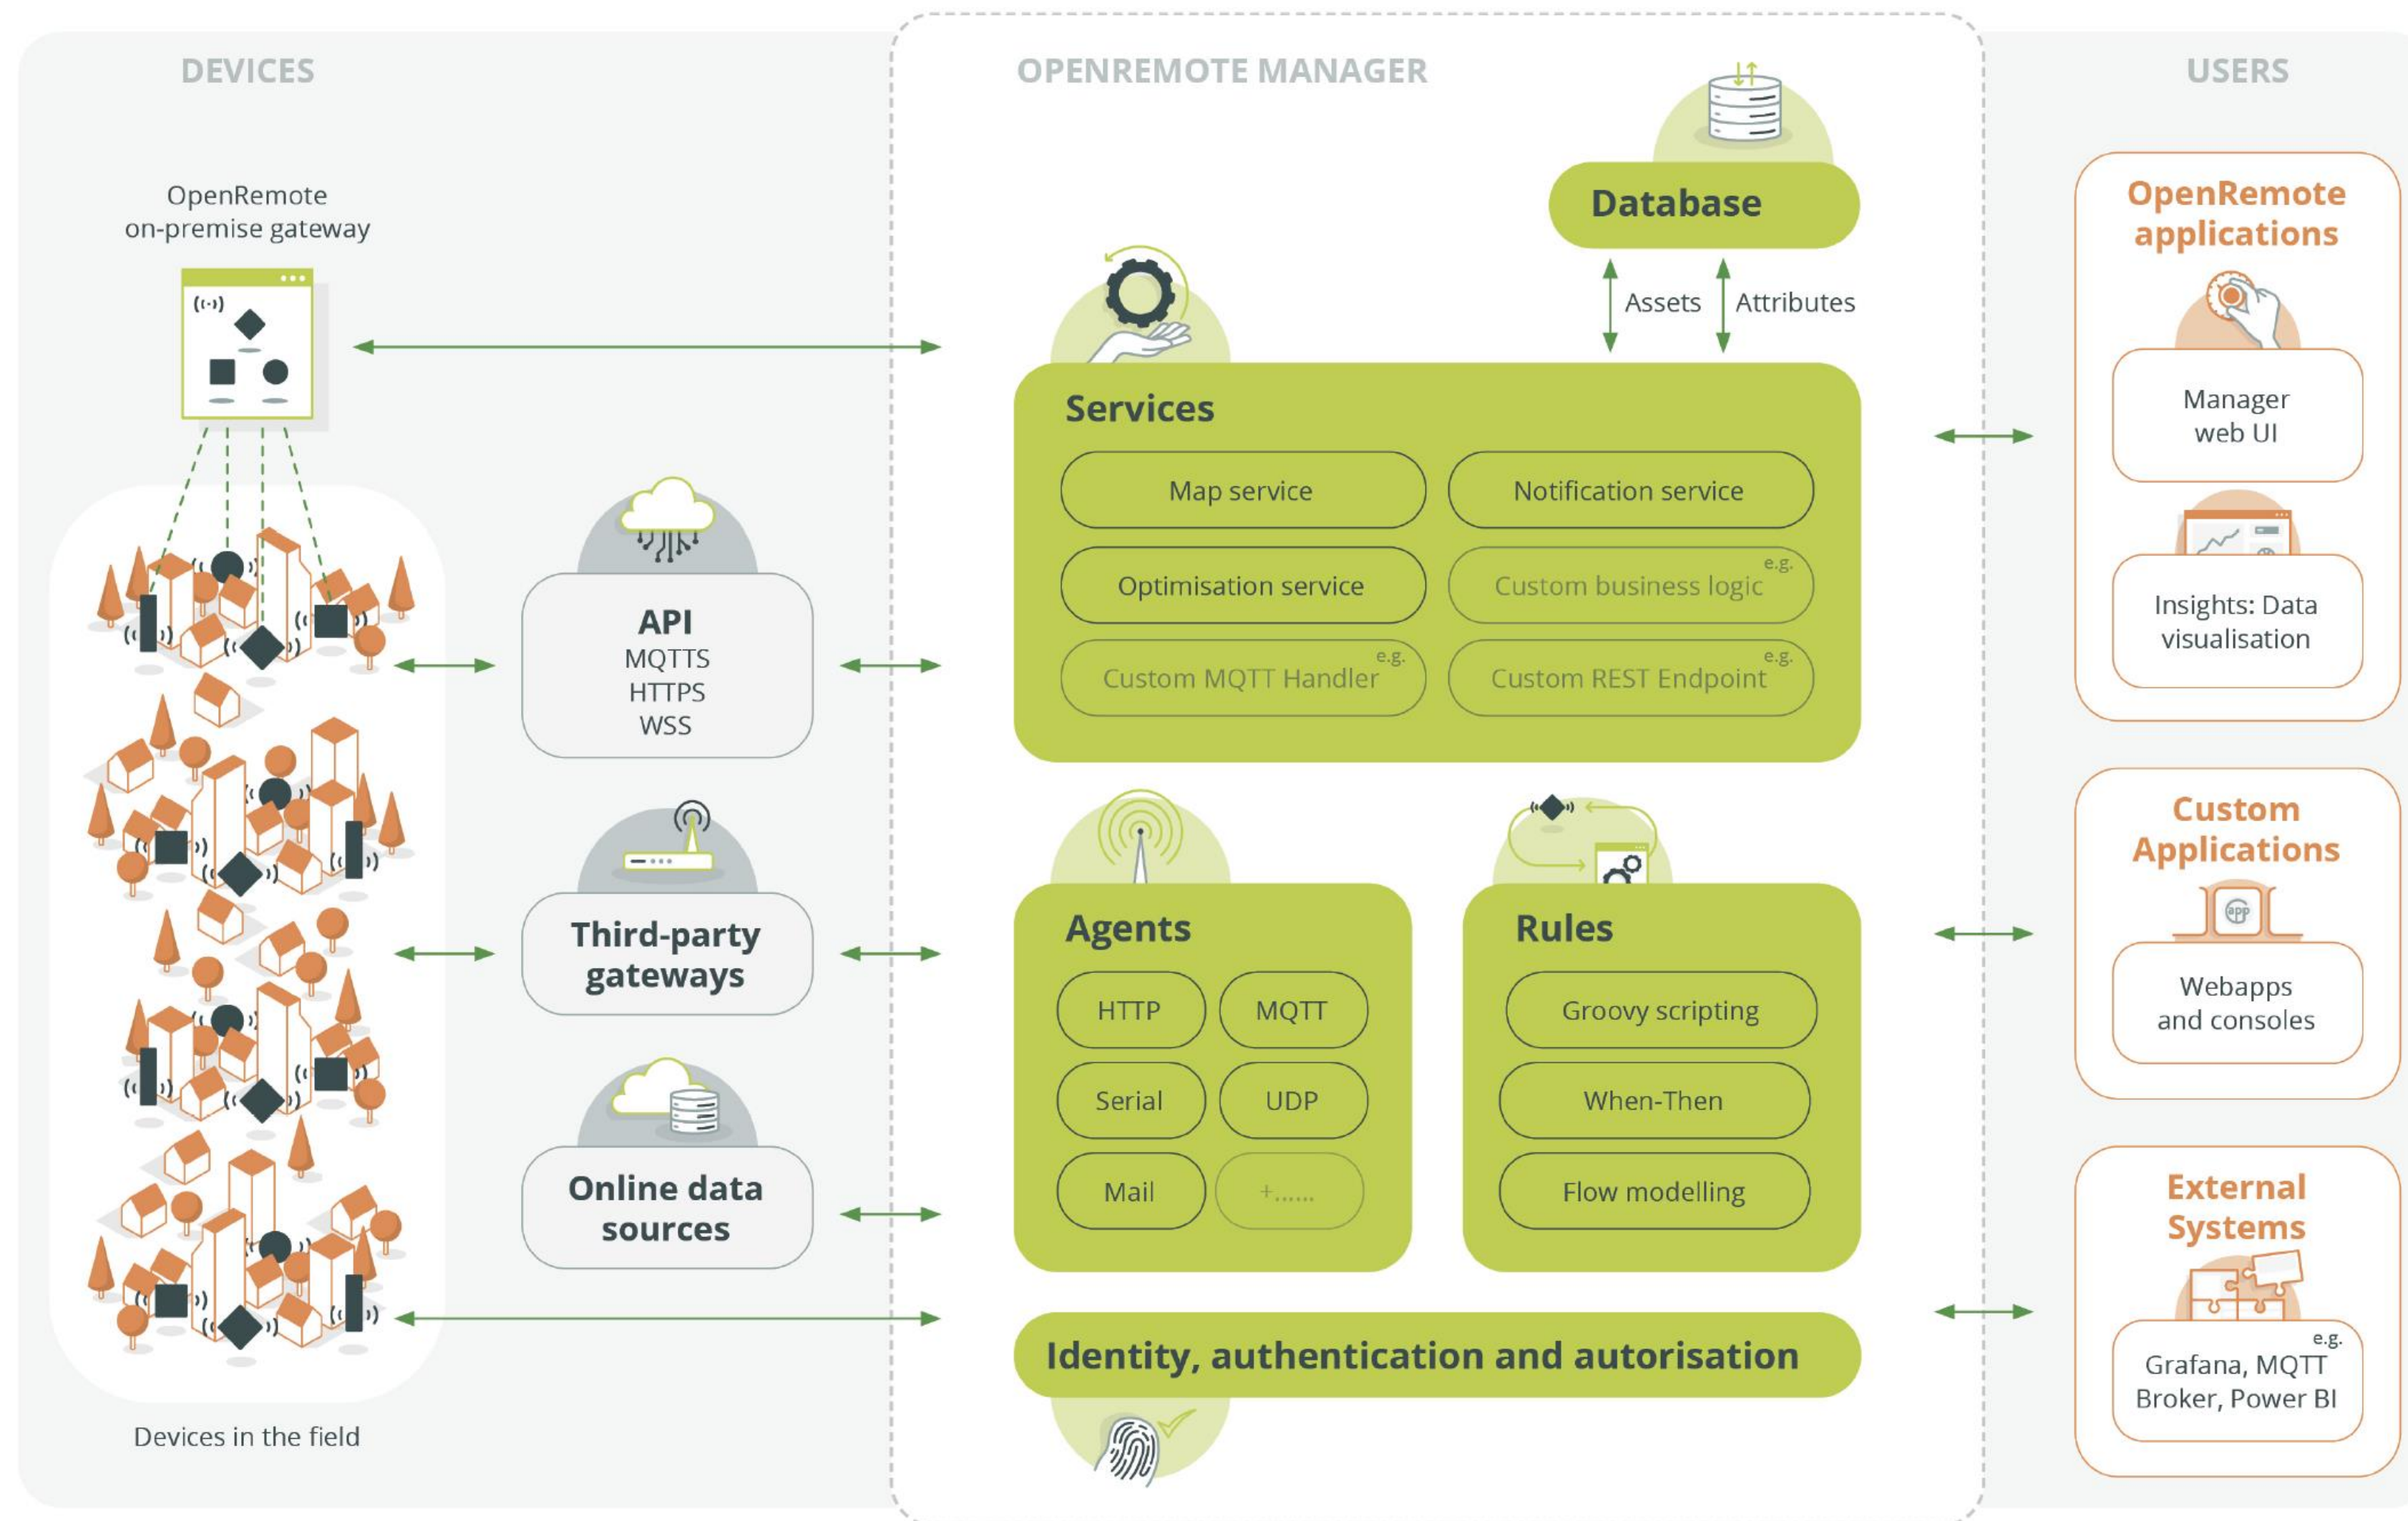 DEVICES
OpenRemote
on-premise gateway
API
MQTTS
HTTPS
WSS
Third-party
gateways
Online data
sources
Devices in the field
OPENREMOTE MANAGER
Database
Assets
Attributes
Services
Map service
Notification service
Optimisation service
Custom business logic e.g.
Custom MQTT Handler e.g.
Custom REST Endpoint e.g.
Agents
HTTP
MQTT
Serial
UDP
Mail
+......
Rules
Groovy scripting
When-Then
Flow modelling
Identity, authentication and autorisation
USERS
OpenRemote
applications
Manager
web UI
Insights: Data
visualisation
Custom
Applications
app
Webapps
and consoles
External
Systems
e.g.
Grafana, MQTT
Broker, Power BI